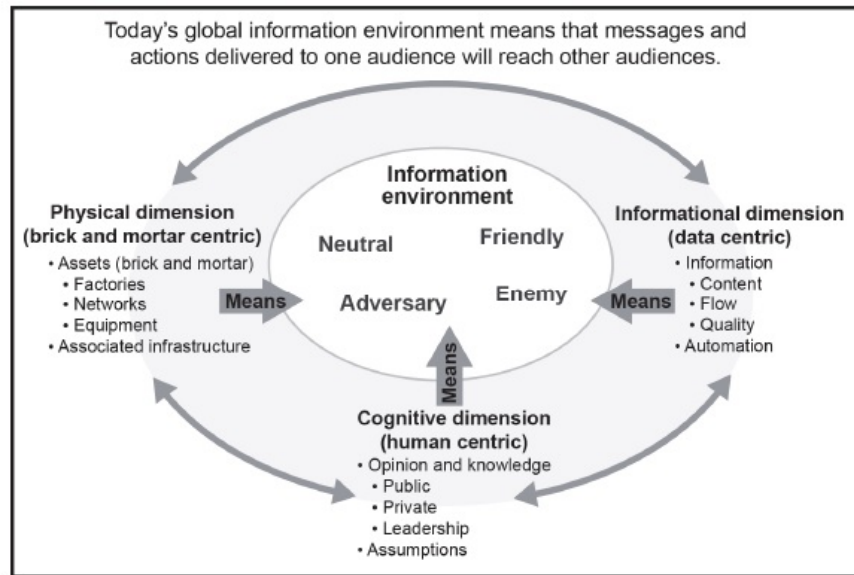 Today's global information environment means that messages and
actions delivered to one audience will reach other audiences.
Information
environment
Neutral
Friendly
Adversary
Enemy
Physical dimension
(brick and mortar centric)
• Assets (brick and mortar)
• Factories
• Networks
• Equipment
• Associated infrastructure
Means
Informational dimension
(data centric)
• Information
• Content
• Flow
• Quality
• Automation
Means
Means
Cognitive dimension
(human centric)
• Opinion and knowledge
• Public
• Private
• Leadership
• Assumptions